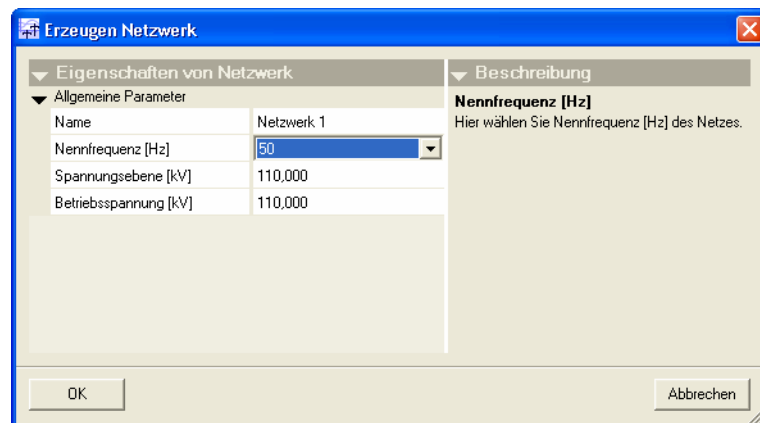 Erzeugen Netzwerk
Eigenschaften von Netzwerk
Allgemeine Parameter
Name Netzwerk 1
Nennfrequenz [Hz] 50
Spannungsebene [kV] 110,000
Betriebsspannung [kV] 110,000
Beschreibung
Nennfrequenz [Hz]
Hier wählen Sie Nennfrequenz [Hz] des Netzes.
OK
Abbrechen